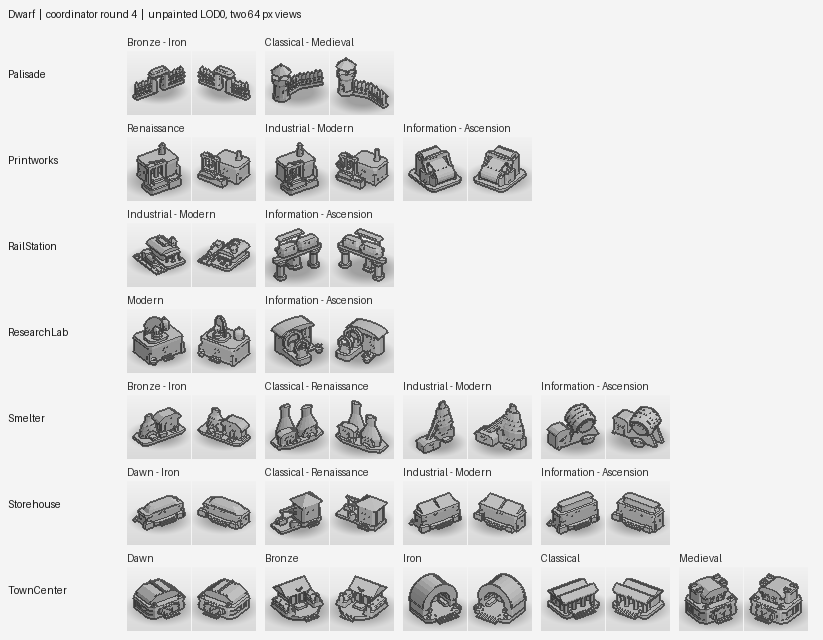 Dwarf | coordinator round 4 | unpainted LOD0, two 64 px views
Bronze - Iron Classical - Medieval
Palisade
Renaissance Industrial - Modern Information - Ascension
Printworks
Industrial - Modern Information - Ascension
RailStation
Modern Information - Ascension
ResearchLab
Bronze - Iron Classical - Renaissance Industrial - Modern Information - Ascension
Smelter
Dawn - Iron Classical - Renaissance Industrial - Modern Information - Ascension
Storehouse
Dawn Bronze Iron Classical Medieval
TownCenter